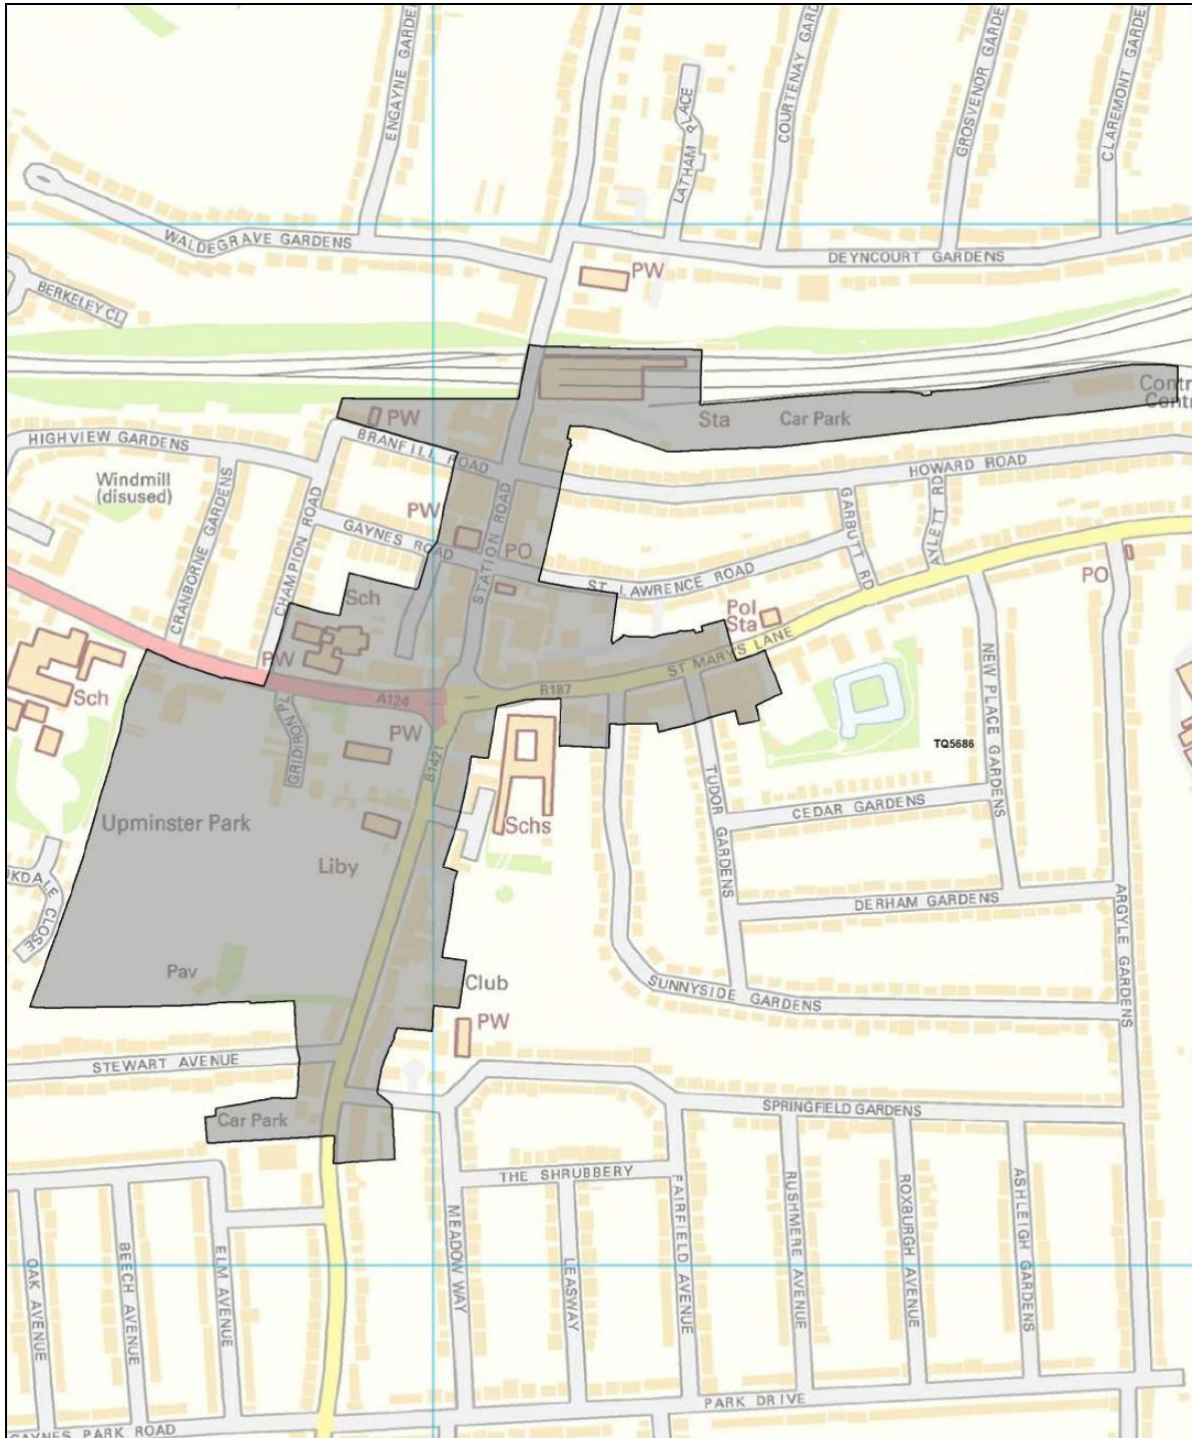 ENGAYNE GARDE
LATHAM PLACE
COURTENAY GARD
GROSVENOR GARDE
CLAREMONT GARDE
WALDEGRAVE GARDENS
DEYNCOURT GARDENS
PW
BERKELEY CL
Contr
Contr
PW
Sta
Car Park
HIGHVIEW GARDENS
BRANFILL ROAD
HOWARD ROAD
Windmill
(disused)
CRANBORNE GARDENS
CHAMPION ROAD
PW
GAYNES ROAD
STATION ROAD
PO
GARBUTT RD
AYLETT RD
ST LAWRENCE ROAD
PO
Sch
Pol
Sta
ST MARYS LANE
PW
Sch
A124
B187
NEW PLACE GARDENS
GRIDIRON PL
PW
B1421
TQ5686
TUDOR GARDENS
CEDAR GARDENS
Upminster Park
Schs
Liby
OKDALE CLOSE
DERHAM GARDENS
ARGYLE GARDENS
Pav
Club
SUNNYSIDE GARDENS
PW
STEWART AVENUE
Car Park
SPRINGFIELD GARDENS
THE SHRUBBERY
OAK AVENUE
BEECH AVENUE
ELM AVENUE
MEADOW WAY
LEASWAY
FAIRFIELD AVENUE
RUSHMERE AVENUE
ROXBURGH AVENUE
ASHLEIGH GARDENS
PARK DRIVE
GAYNES PARK ROAD